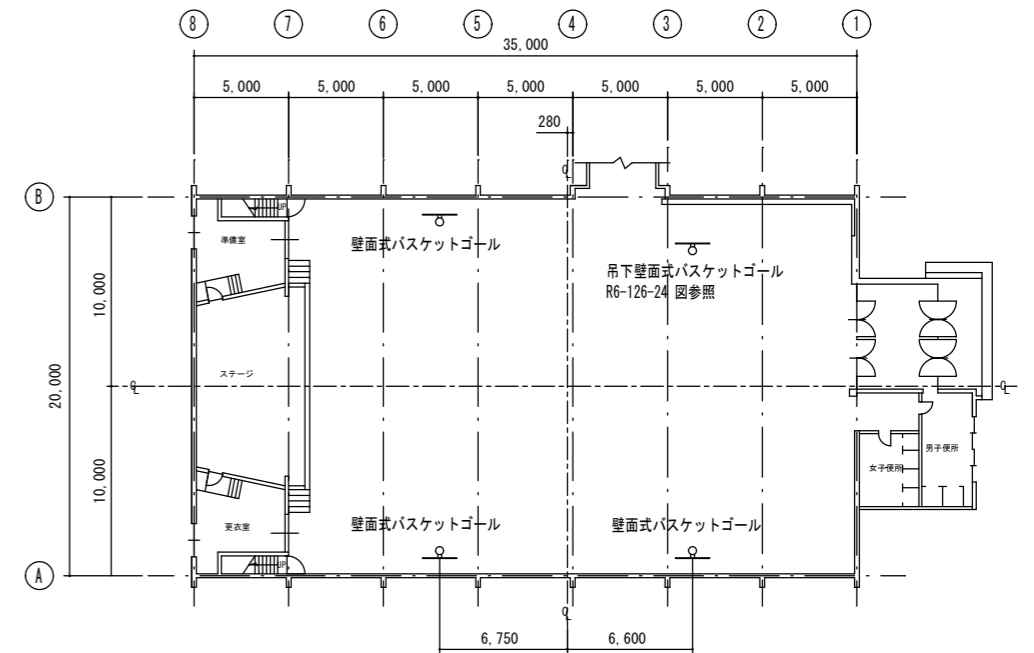 8 7 6 5 4 3 2 1
35,000
5,000 5,000 5,000 5,000 5,000 5,000 5,000
280
℄
B
UP
準備室
壁面式バスケットゴール
吊下壁面式バスケットゴール
R6-126-24 図参照
10,000
20,000
ステージ
℄ ℄
10,000
男子便所
女子便所
更衣室
壁面式バスケットゴール 壁面式バスケットゴール
UP
A
℄
6,750 6,600